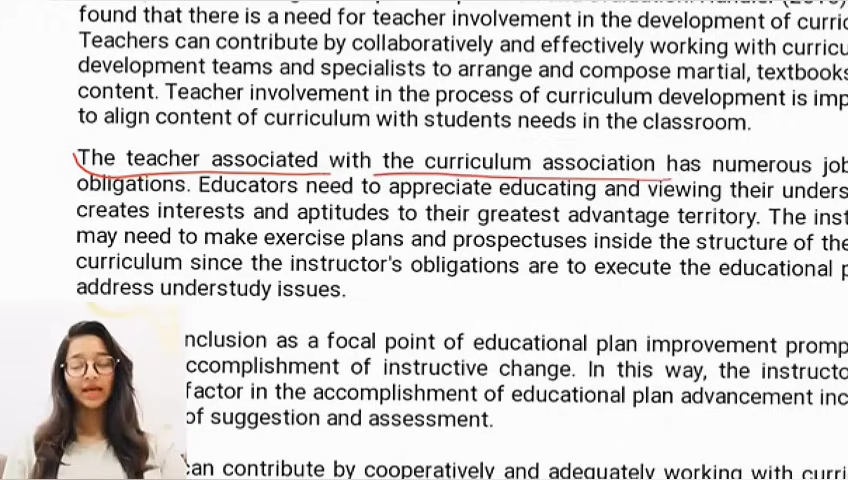 found that there is a need for teacher involvement in the development of curric
Teachers can contribute by collaboratively and effectively working with curricu
development teams and specialists to arrange and compose martial, textbooks
content. Teacher involvement in the process of curriculum development is imp
to align content of curriculum with students needs in the classroom.
The teacher associated with the curriculum association has numerous job
obligations. Educators need to appreciate educating and viewing their unders
creates interests and aptitudes to their greatest advantage territory. The inst
may need to make exercise plans and prospectuses inside the structure of the
curriculum since the instructor's obligations are to execute the educational p
address understudy issues.
nclusion as a focal point of educational plan improvement promp
ccomplishment of instructive change. In this way, the instructo
factor in the accomplishment of educational plan advancement inc
of suggestion and assessment.
can contribute by cooperatively and adequately working with curri